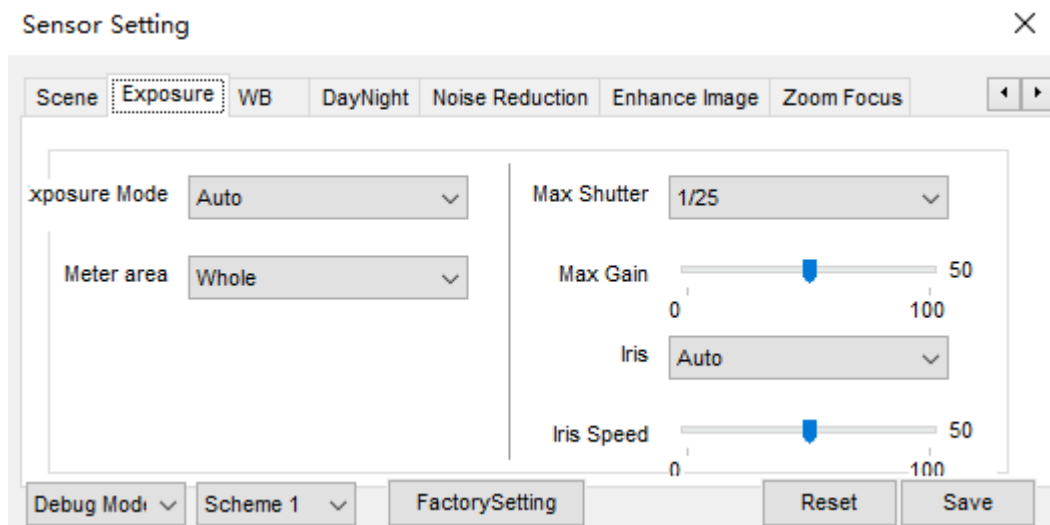 Sensor Setting
Scene Exposure WB DayNight Noise Reduction Enhance Image Zoom Focus
xposure Mode Auto Max Shutter 1/25
Meter area Whole Max Gain 50
0 100
Iris Auto
Iris Speed 50
0 100
Debug Mod Scheme 1 FactorySetting Reset Save